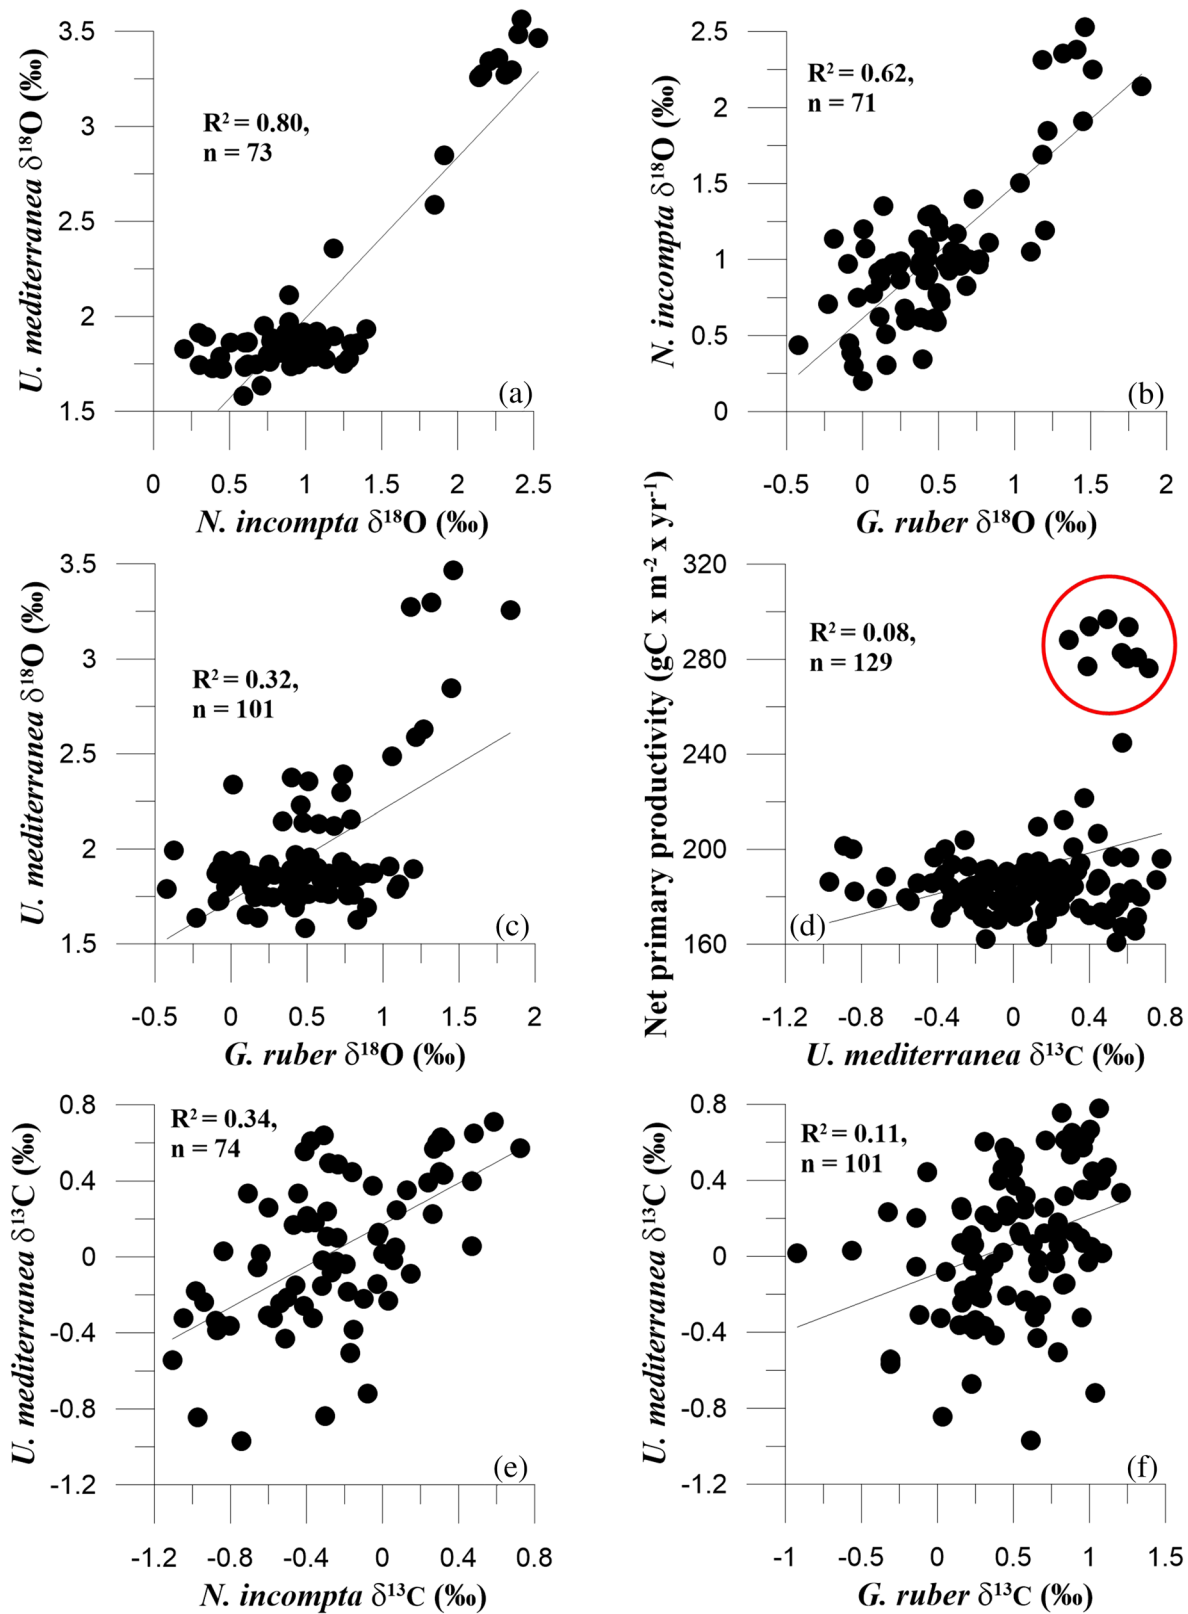 3.5
3
2.5
2
1.5
U. mediterranea δ¹⁸O (‰)
R² = 0.80,
n = 73
(a)
0 0.5 1 1.5 2 2.5
N. incompta δ¹⁸O (‰)
2.5
2
1.5
1
0.5
0
N. incompta δ¹⁸O (‰)
R² = 0.62,
n = 71
(b)
-0.5 0 0.5 1 1.5 2
G. ruber δ¹⁸O (‰)
3.5
3
2.5
2
1.5
U. mediterranea δ¹⁸O (‰)
R² = 0.32,
n = 101
(c)
-0.5 0 0.5 1 1.5 2
G. ruber δ¹⁸O (‰)
320
280
240
200
160
Net primary productivity (gC x m⁻² x yr⁻¹)
R² = 0.08,
n = 129
(d)
-1.2 -0.8 -0.4 0 0.4 0.8
U. mediterranea δ¹³C (‰)
0.8
0.4
0
-0.4
-0.8
-1.2
U. mediterranea δ¹³C (‰)
R² = 0.34,
n = 74
(e)
-1.2 -0.8 -0.4 0 0.4 0.8
N. incompta δ¹³C (‰)
0.8
0.4
0
-0.4
-0.8
-1.2
U. mediterranea δ¹³C (‰)
R² = 0.11,
n = 101
(f)
-1 -0.5 0 0.5 1 1.5
G. ruber δ¹³C (‰)